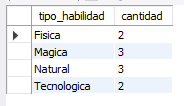 tipo_habilidad cantidad
Fisica 2
Magica 3
Natural 3
Tecnologica 2